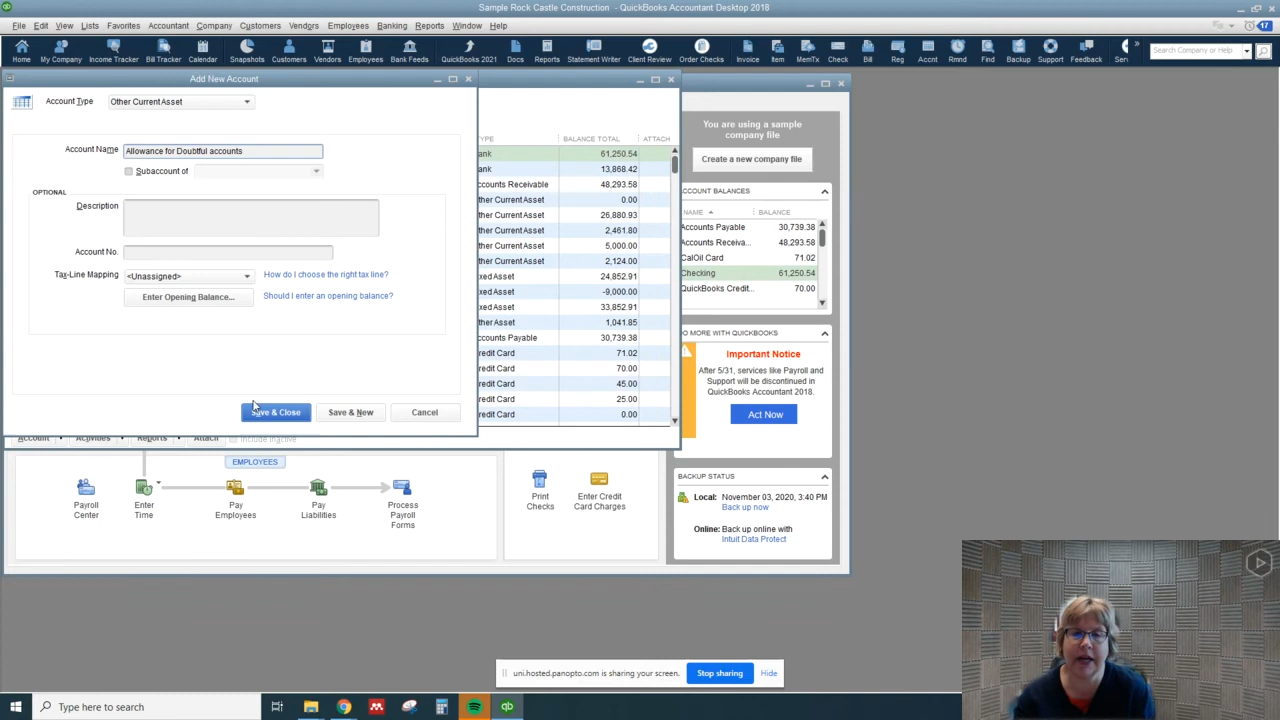 Sample Rock Castle Construction - QuickBooks Accountant Desktop 2018
File Edit View Lists Favorites Accountant Company Customers Vendors Employees Banking Reports Window Help
17
Home My Company Income Tracker Bill Tracker Calendar Snapshots Customers Vendors Employees Bank Feeds QuickBooks 2021 Docs Reports Statement Writer Client Review Order Checks Invoice Item MemTx Check Bill Reg Accnt Rmnd Find Backup Support Feedback Serv
Search Company or Help
Add New Account
Account Type Other Current Asset
Account Name Allowance for Doubtful accounts
Subaccount of
OPTIONAL
Description
Account No.
Tax-Line Mapping <Unassigned> How do I choose the right tax line?
Enter Opening Balance... Should I enter an opening balance?
Save & Close Save & New Cancel
YPE BALANCE TOTAL ATTACH
ank 61,250.54
ank 13,868.42
ccounts Receivable 48,293.58
ther Current Asset 0.00
ther Current Asset 26,880.93
ther Current Asset 2,461.80
ther Current Asset 5,000.00
ther Current Asset 2,124.00
xed Asset 24,852.91
xed Asset -9,000.00
xed Asset 33,852.91
ther Asset 1,041.85
ccounts Payable 30,739.38
redit Card 71.02
redit Card 70.00
redit Card 45.00
redit Card 25.00
redit Card 0.00
Account Activities Reports Attach Include inactive
You are using a sample
company file
Create a new company file
CCOUNT BALANCES
NAME BALANCE
Accounts Payable 30,739.38
Accounts Receiva... 48,293.58
CalOil Card 71.02
Checking 61,250.54
QuickBooks Credit... 70.00
DO MORE WITH QUICKBOOKS
Important Notice
After 5/31, services like Payroll and
Support will be discontinued in
QuickBooks Accountant 2018.
Act Now
BACKUP STATUS
Local: November 03, 2020, 3:40 PM
Back up now
Online: Back up online with
Intuit Data Protect
EMPLOYEES
Payroll
Center
Enter
Time
Pay
Employees
Pay
Liabilities
Process
Payroll
Forms
Print
Checks
Enter Credit
Card Charges
uni.hosted.panopto.com is sharing your screen. Stop sharing Hide
Type here to search